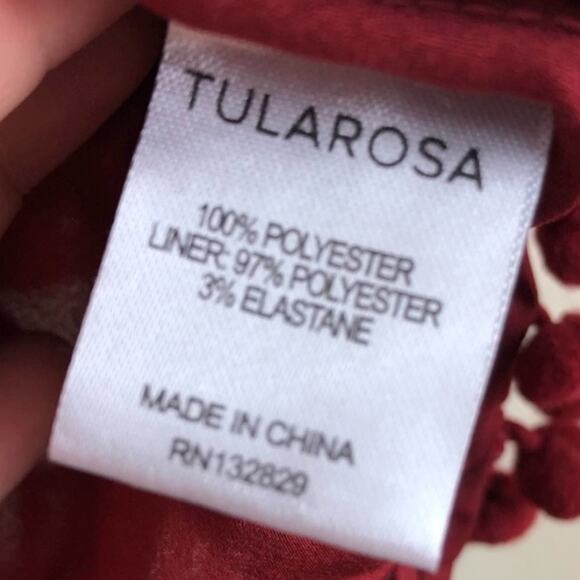 TULAROSA
100% POLYESTER
LINER: 97% POLYESTER
3% ELASTANE
MADE IN CHINA
RN132829